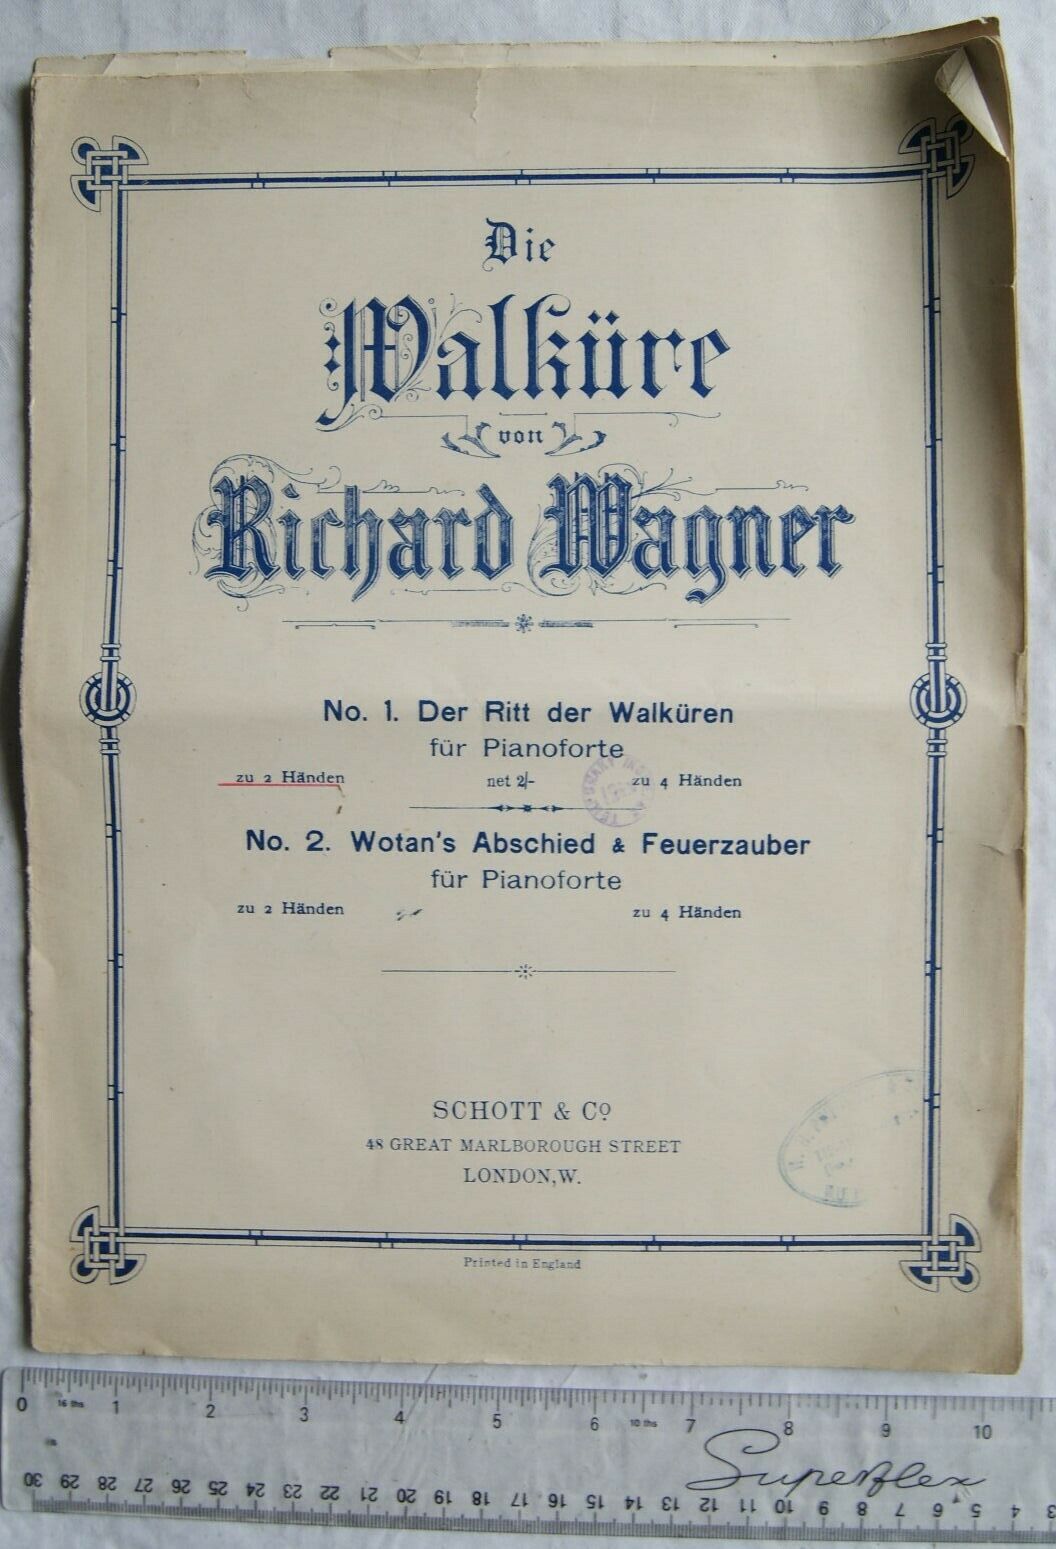 Die
Walküre
von
Richard Wagner
No. 1. Der Ritt der Walküren
für Pianoforte
zu 2 Händen net 2/- zu 4 Händen
No. 2. Wotan's Abschied & Feuerzauber
für Pianoforte
zu 2 Händen zu 4 Händen
SCHOTT & Cº
48 GREAT MARLBOROUGH STREET
LONDON, W.
Printed in England
0 16 ths 1 2 3 4 5 6 10 ths 7 8 9 10
Superflex
30 29 28 27 26 25 24 23 22 21 20 19 18 17 16 15 14 13 12 11 10 9 8 7 6 5 4 3